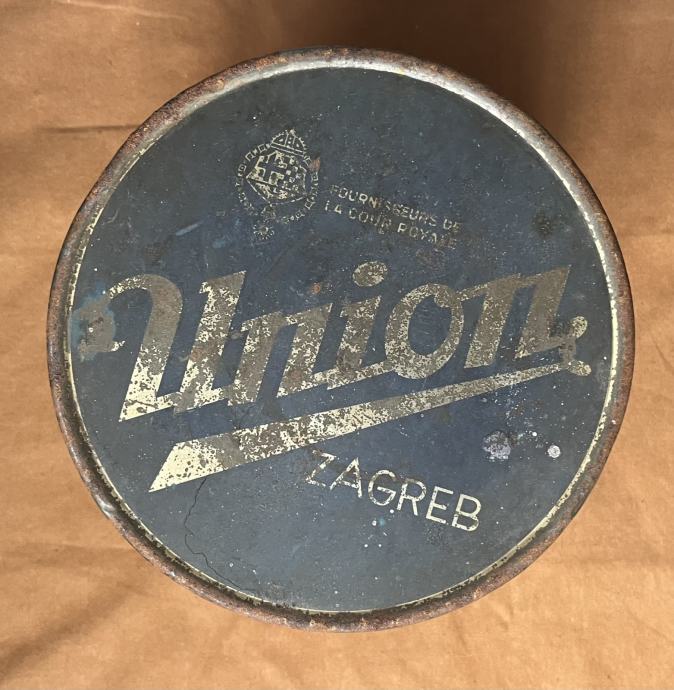 FOURNISSEURS DE
LA COUR ROYALE
Union
ZAGREB